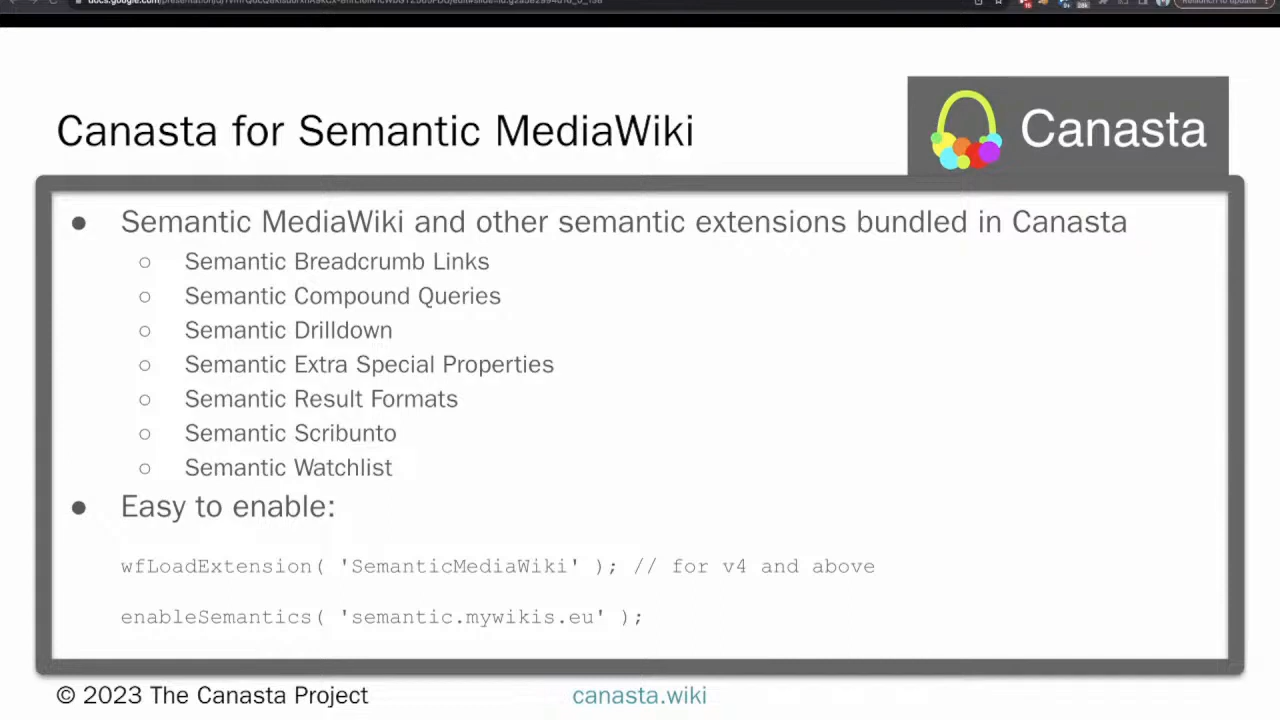 Canasta for Semantic MediaWiki
Canasta
● Semantic MediaWiki and other semantic extensions bundled in Canasta
○ Semantic Breadcrumb Links
○ Semantic Compound Queries
○ Semantic Drilldown
○ Semantic Extra Special Properties
○ Semantic Result Formats
○ Semantic Scribunto
○ Semantic Watchlist
● Easy to enable:
wfLoadExtension( 'SemanticMediaWiki' ); // for v4 and above
enableSemantics( 'semantic.mywikis.eu' );
© 2023 The Canasta Project
canasta.wiki